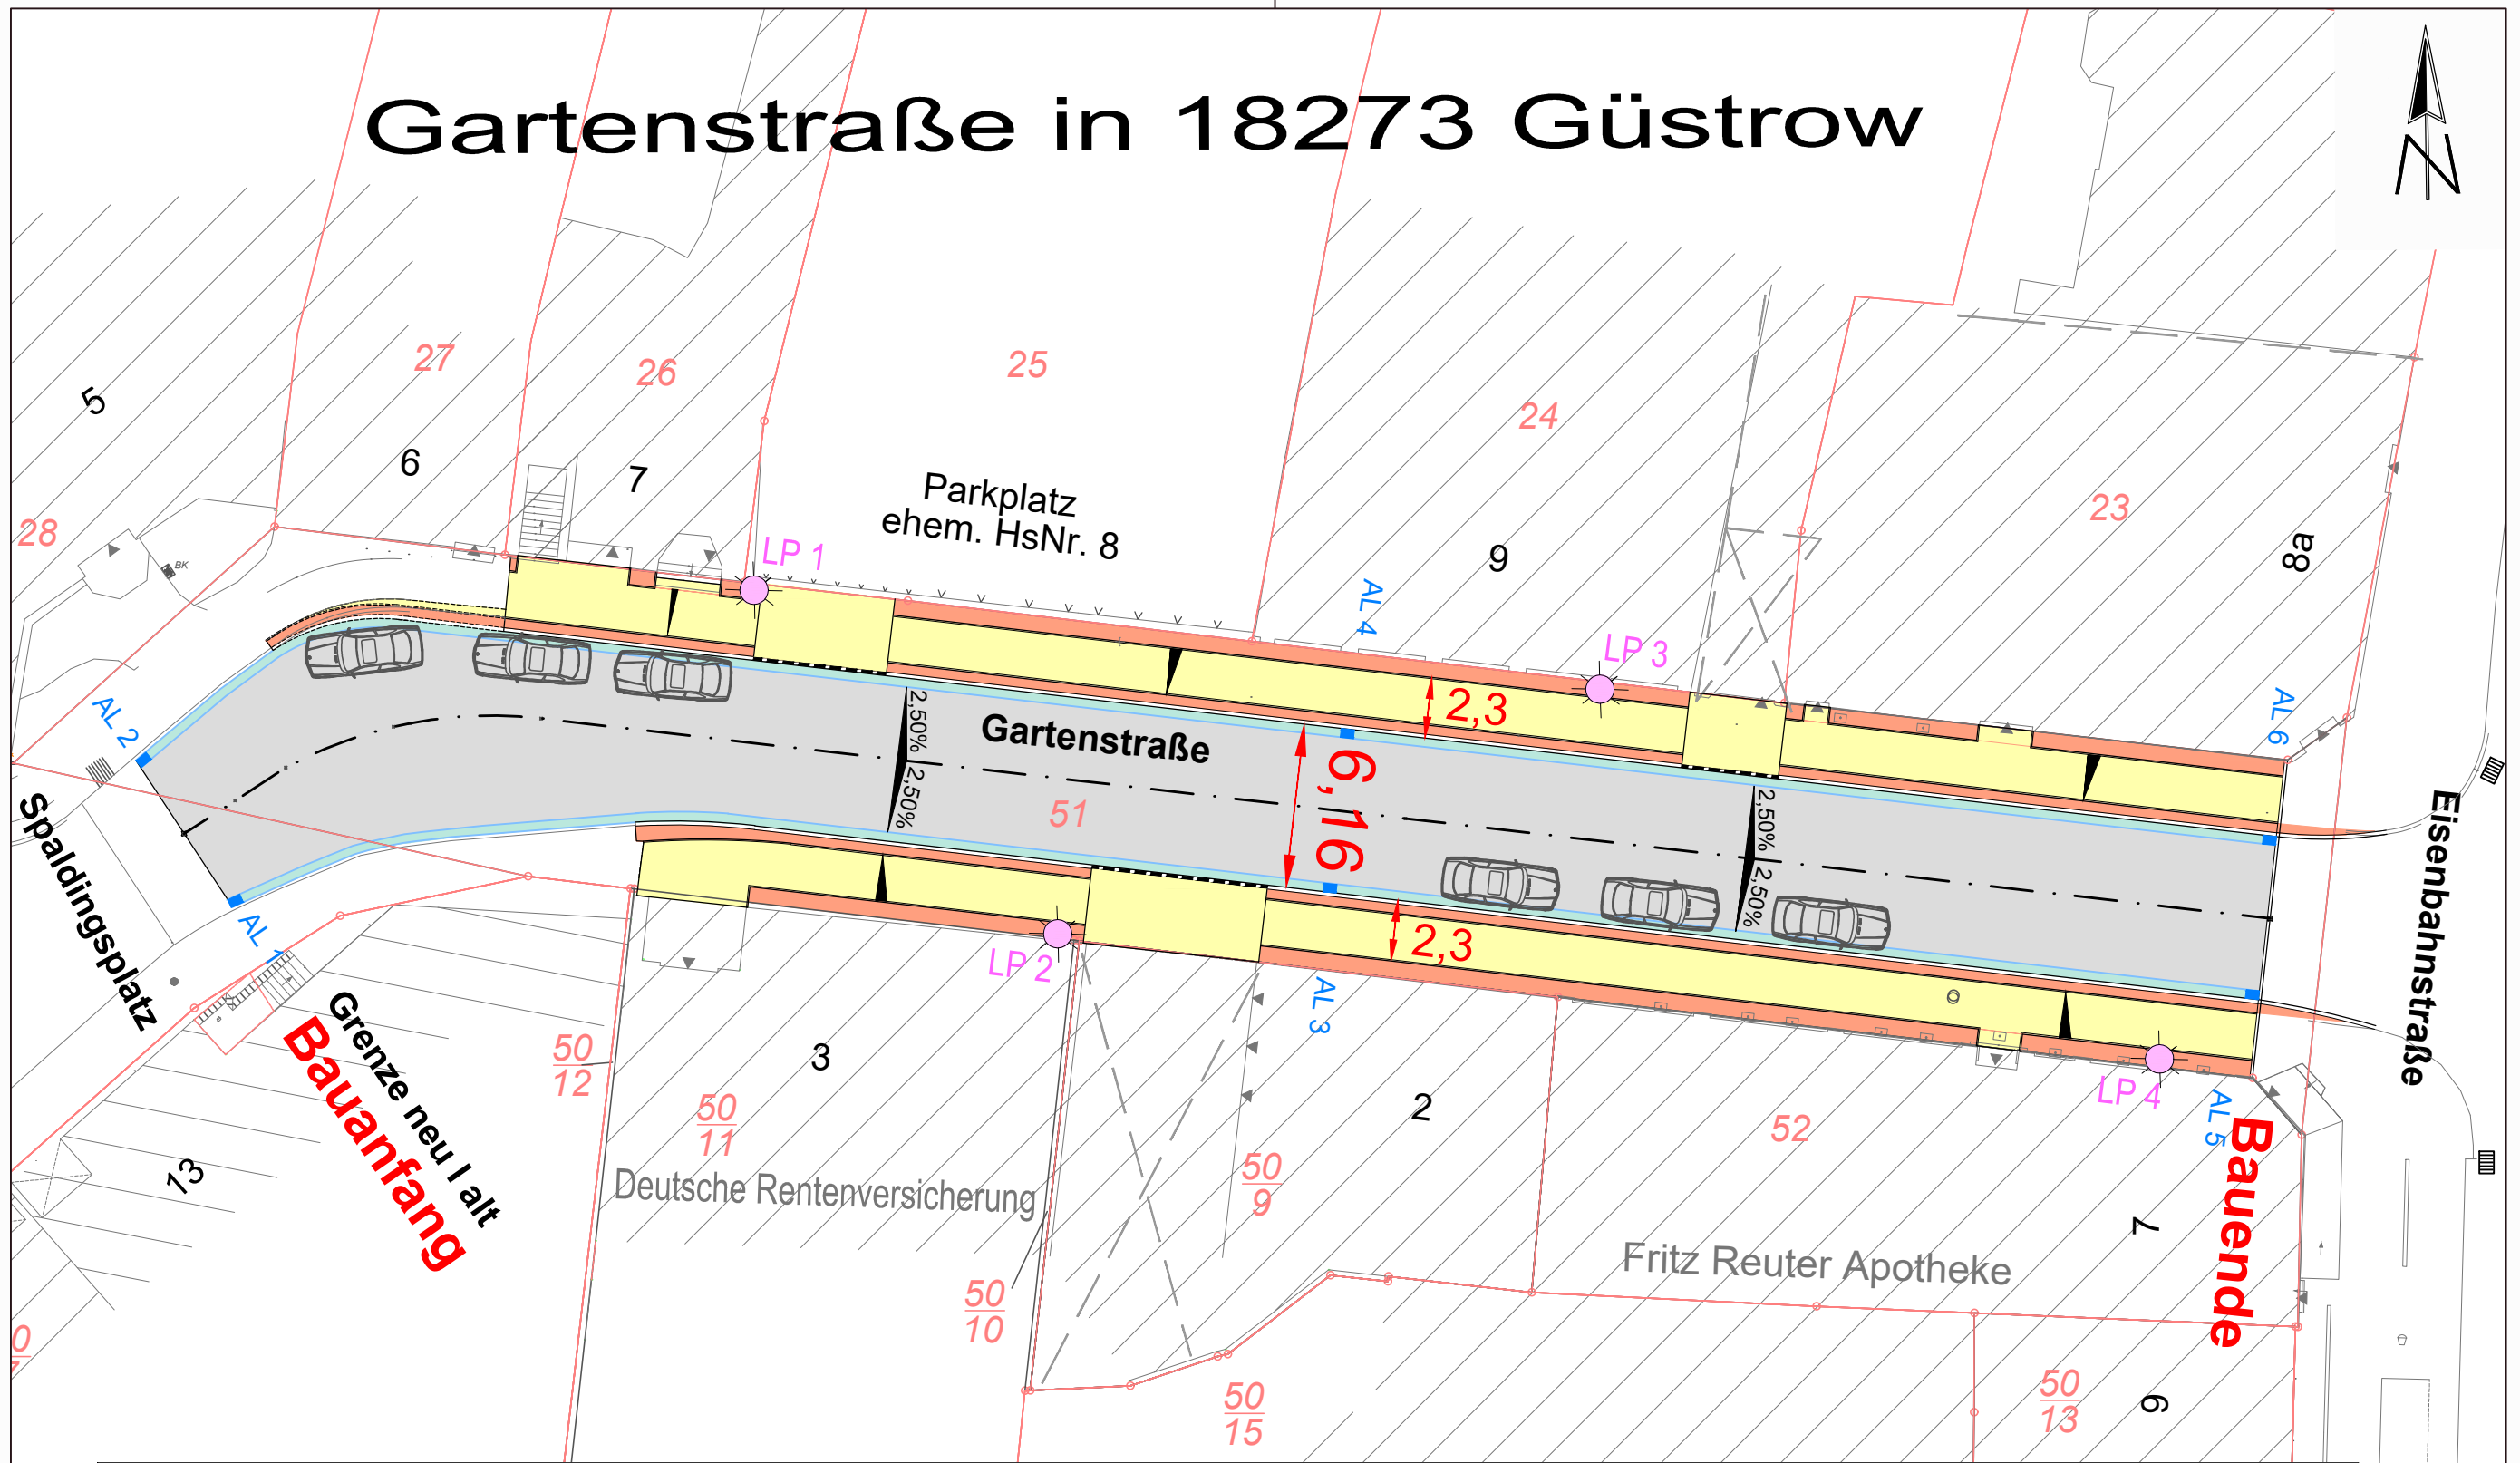 Gartenstraße in 18273 Güstrow
N
27
26
25
24
23
28
5
6
7
Parkplatz
ehem. HsNr. 8
9
8a
BK
LP 1
AL 4
LP 3
AL 6
AL 2
2,3
2,50%
2,50%
Gartenstraße
6,16
51
2,50%
2,50%
Spaldingsplatz
Eisenbahnstraße
AL 1
LP 2
2,3
AL 3
LP 4
AL 5
Grenze neu I alt
Bauanfang
Bauende
50
12
3
50
11
2
52
13
Deutsche Rentenversicherung
50
9
7
Fritz Reuter Apotheke
50
10
50
15
50
13
6